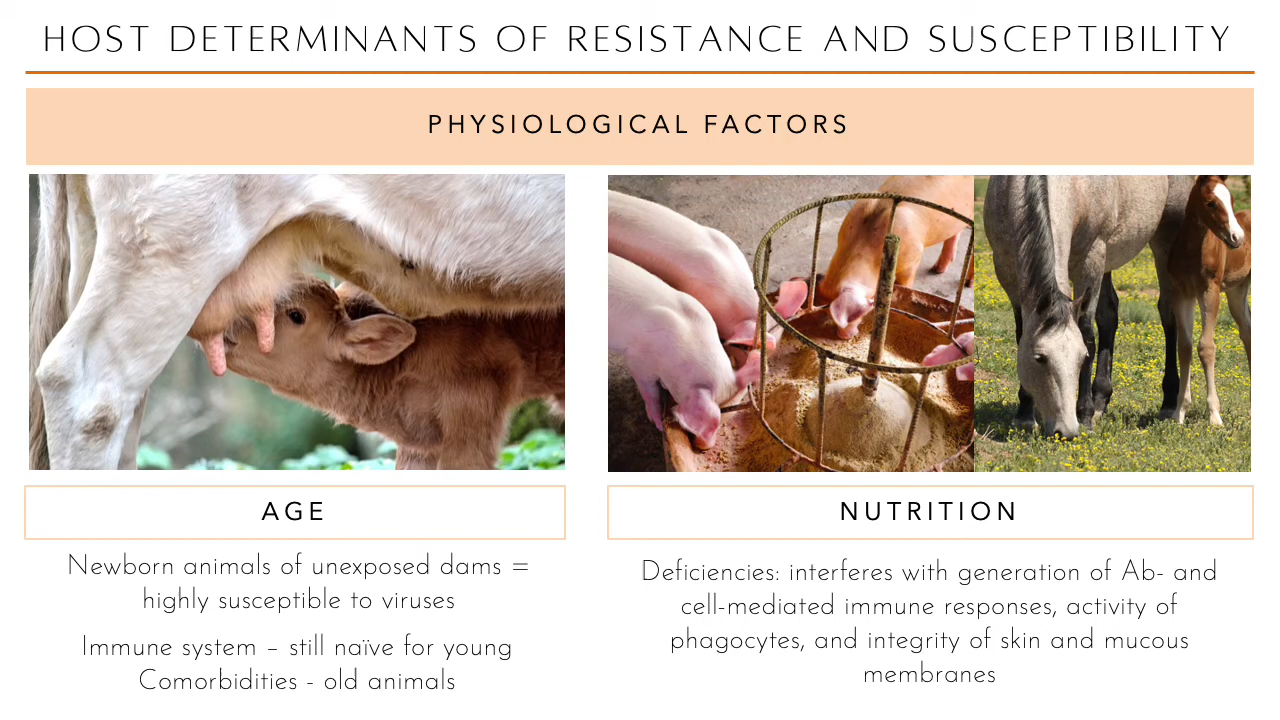 HOST DETERMINANTS OF RESISTANCE AND SUSCEPTIBILITY
PHYSIOLOGICAL FACTORS
AGE
Newborn animals of unexposed dams =
highly susceptible to viruses
Immune system – still naïve for young
Comorbidities - old animals
NUTRITION
Deficiencies: interferes with generation of Ab- and
cell-mediated immune responses, activity of
phagocytes, and integrity of skin and mucous
membranes